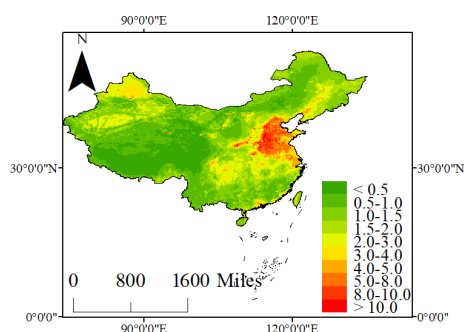 90°0'0"E 120°0'0"E
N
30°0'0"N 30°0'0"N
< 0.5
0.5-1.0
1.0-1.5
1.5-2.0
2.0-3.0
3.0-4.0
4.0-5.0
5.0-8.0
8.0-10.0
> 10.0
0 800 1600 Miles
0°0'0" 0°0'0"
90°0'0"E 120°0'0"E